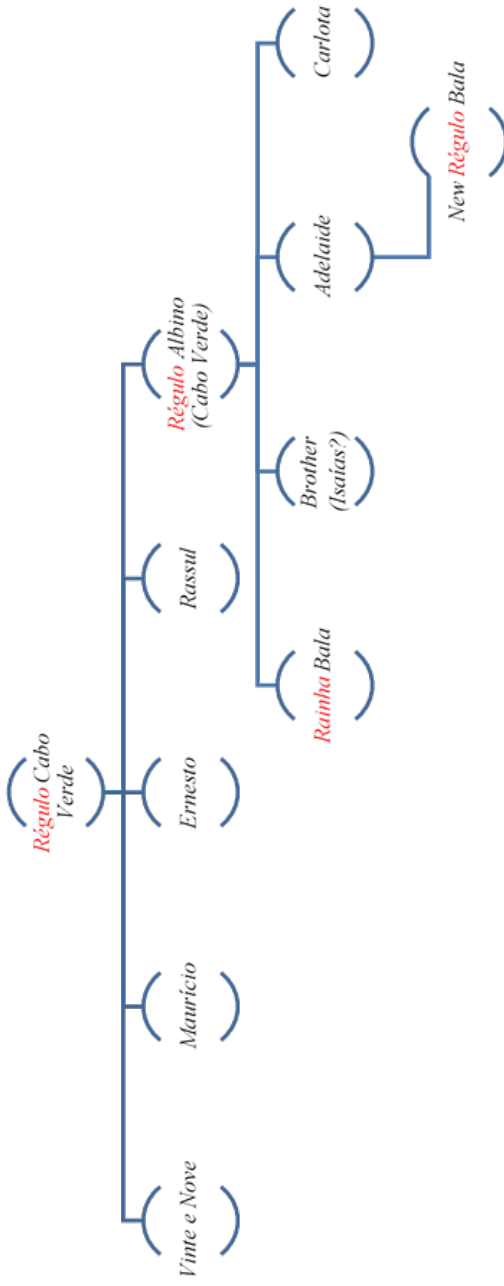 Régulo Cabo
Verde
Vinte e Nove
Maurício
Ernesto
Rassul
Régulo Albino
(Cabo Verde)
Rainha Bala
Brother
(Isaías?)
Adelaide
Carlota
New Régulo Bala